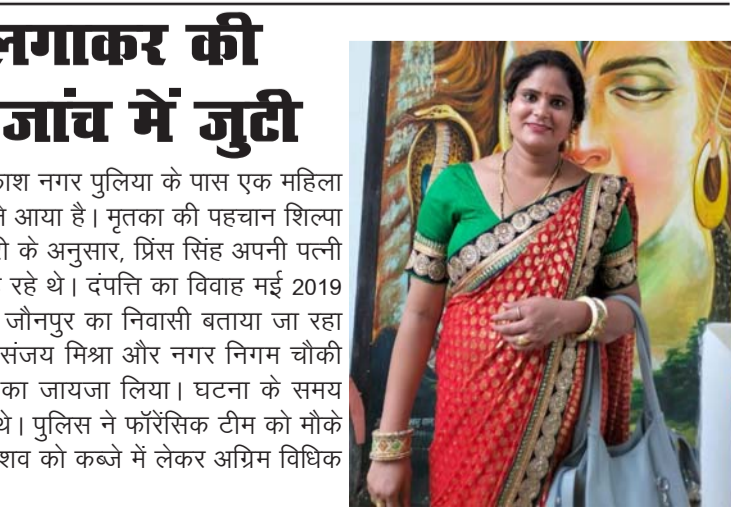 लगाकर की
जांच में जुटी
नगर पुलिया के पास एक महिला
आया है। मृतका की पहचान शिल्पा
के अनुसार, प्रिंस सिंह अपनी पत्नी
रहे थे। दंपत्ति का विवाह मई 2019
जौनपुर का निवासी बताया जा रहा
संजय मिश्रा और नगर निगम चौकी
का जायजा लिया। घटना के समय
थे। पुलिस ने फॉरेंसिक टीम को मौके
शव को कब्जे में लेकर अग्रिम विधिक